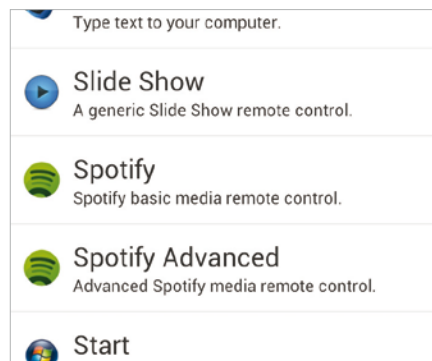 Type text to your computer.
Slide Show
A generic Slide Show remote control.
Spotify
Spotify basic media remote control.
Spotify Advanced
Advanced Spotify media remote control.
Start